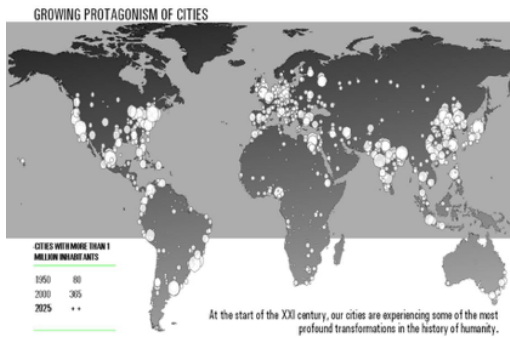 GROWING PROTAGONISM OF CITIES
CITIES WITH MORE THAN 1
MILLION INHABITANTS
1950 80
2000 365
2025 ++
At the start of the XXI century, our cities are experiencing some of the most
profound transformations in the history of humanity.